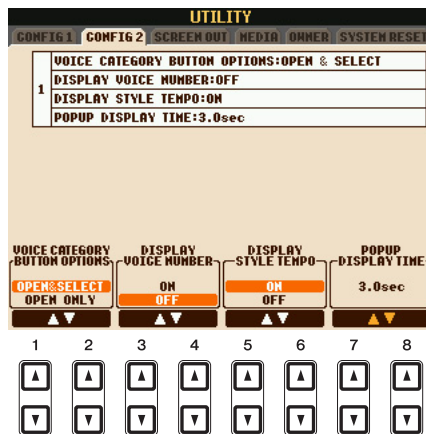 UTILITY
CONFIG 1 CONFIG 2 SCREEN OUT MEDIA OWNER SYSTEM RESET
VOICE CATEGORY BUTTON OPTIONS:OPEN & SELECT
1 DISPLAY VOICE NUMBER:OFF
DISPLAY STYLE TEMPO:ON
POPUP DISPLAY TIME:3.0sec
VOICE CATEGORY BUTTON OPTIONS
DISPLAY VOICE NUMBER
DISPLAY STYLE TEMPO
POPUP DISPLAY TIME
OPEN&SELECT ON ON 3.0sec
OPEN ONLY OFF OFF
1 2 3 4 5 6 7 8